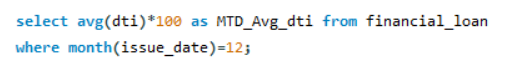 select avg(dti)*100 as MTD_Avg_dti from financial_loan
where month(issue_date)=12;